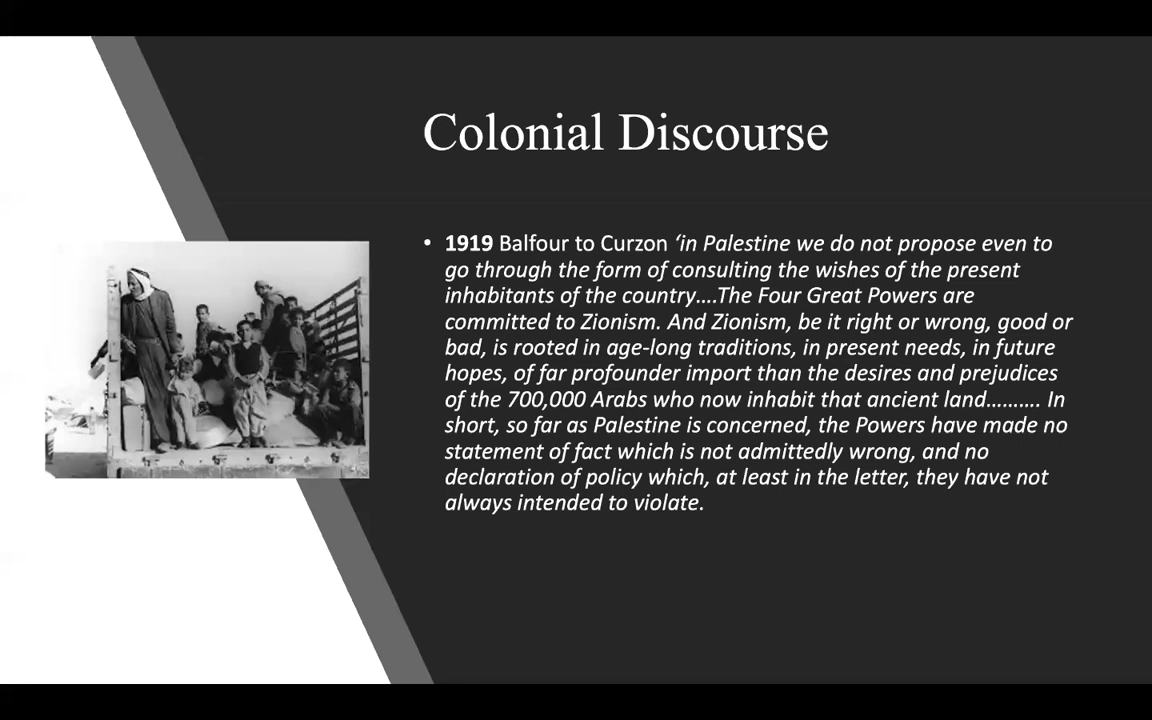 Colonial Discourse
• 1919 Balfour to Curzon ‘in Palestine we do not propose even to
go through the form of consulting the wishes of the present
inhabitants of the country....The Four Great Powers are
committed to Zionism. And Zionism, be it right or wrong, good or
bad, is rooted in age-long traditions, in present needs, in future
hopes, of far profounder import than the desires and prejudices
of the 700,000 Arabs who now inhabit that ancient land.......... In
short, so far as Palestine is concerned, the Powers have made no
statement of fact which is not admittedly wrong, and no
declaration of policy which, at least in the letter, they have not
always intended to violate.